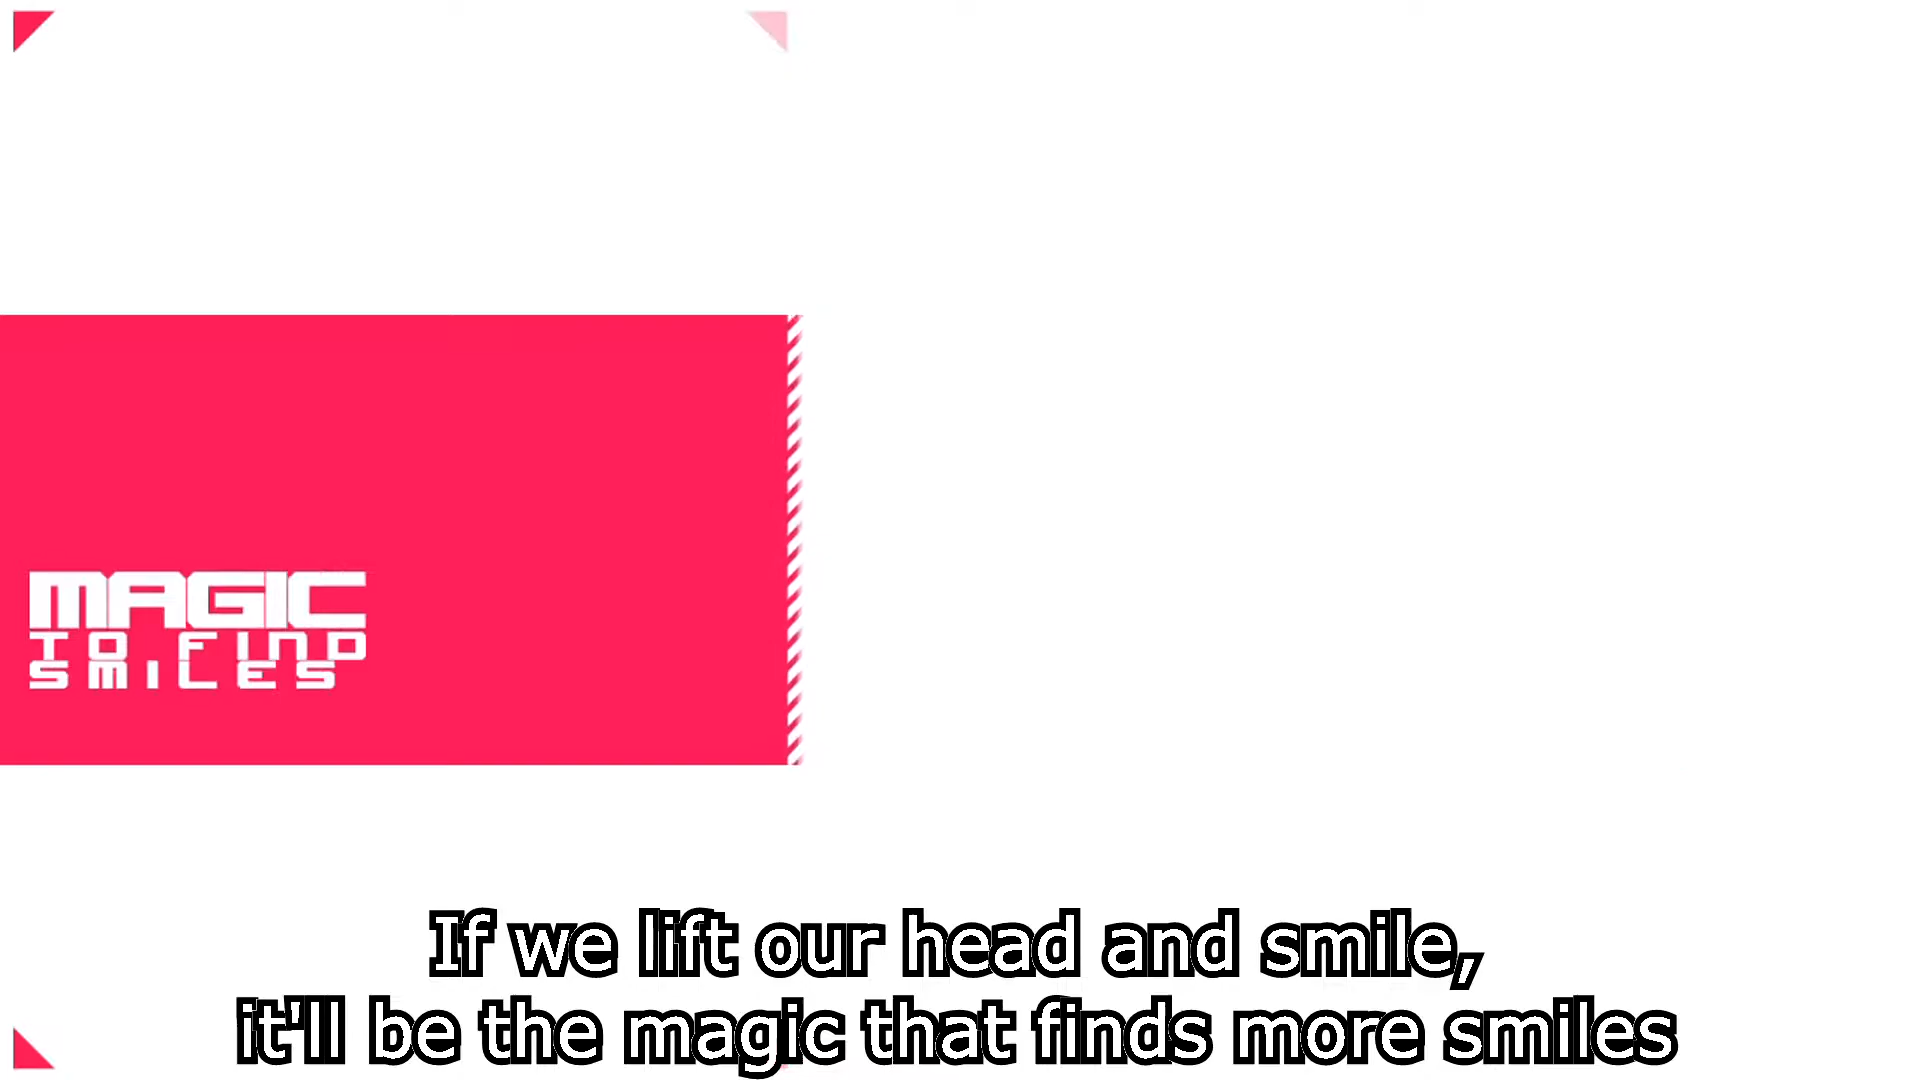 MAGIC
TO FIND
SMILES
If we lift our head and smile,
it'll be the magic that finds more smiles